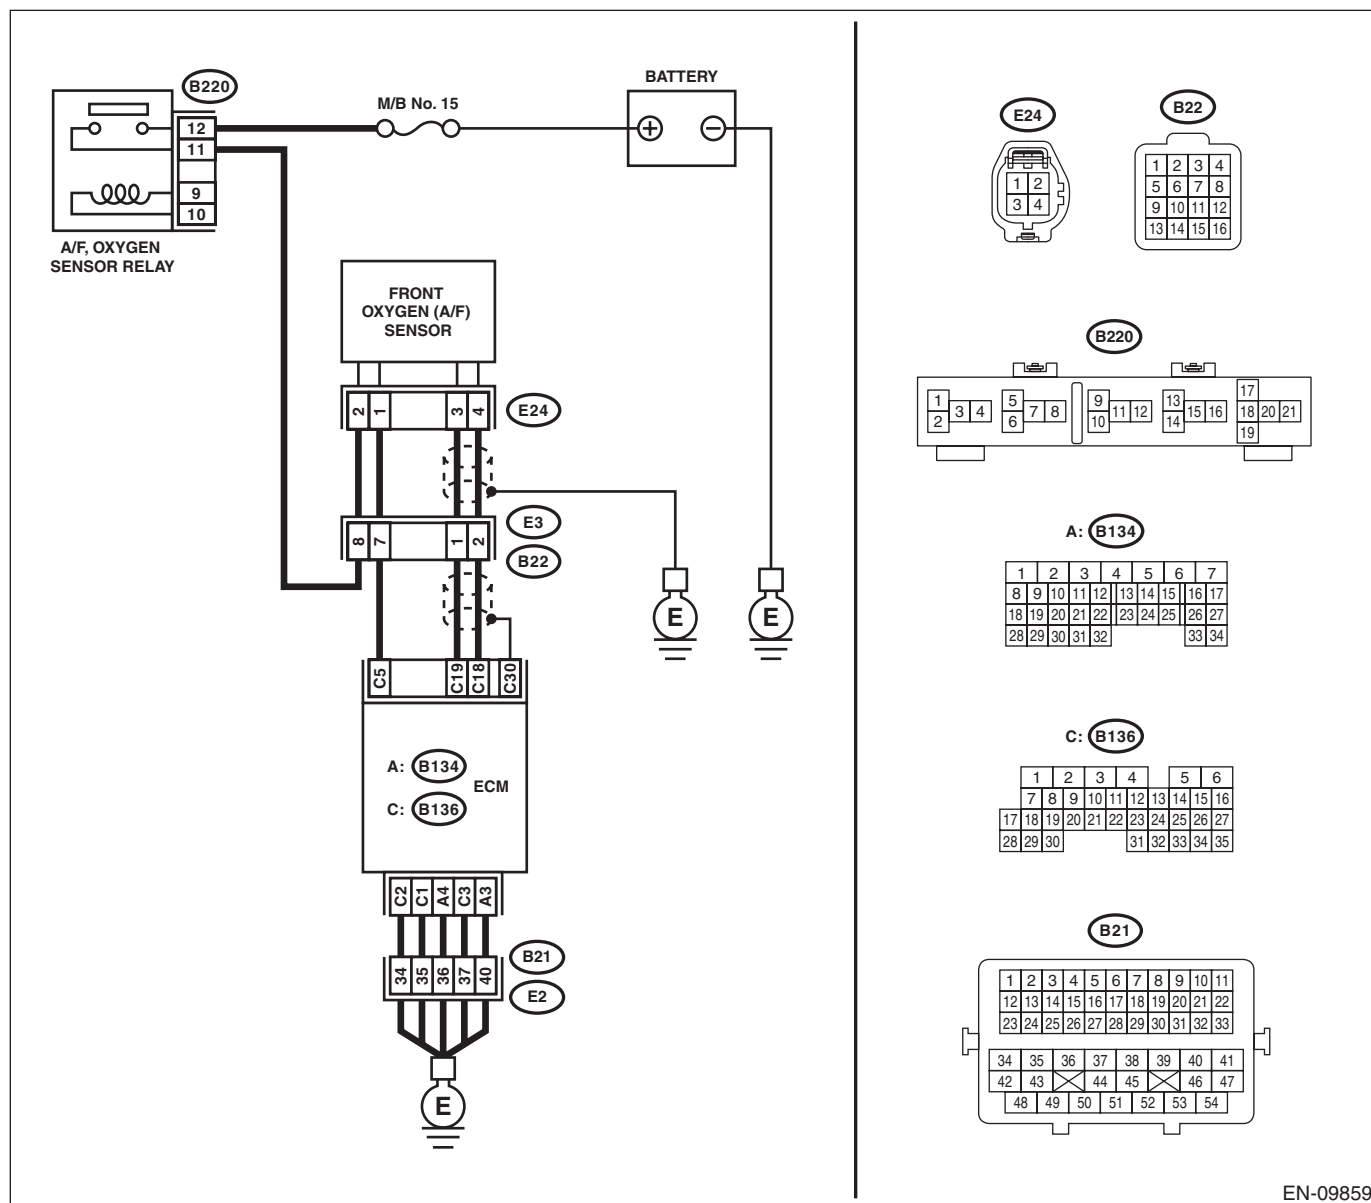 B220
12
11
9
10
A/F, OXYGEN
SENSOR RELAY
M/B No. 15
BATTERY
+ −
FRONT
OXYGEN (A/F)
SENSOR
2 1 3 4
E24
8 7 1 2
E3
B22
E
E
C5 C19 C18 C30
A: B134
ECM
C: B136
C2 C1 A4 C3 A3
34 35 36 37 40
B21
E2
E
E24
1 2
3 4
B22
1 2 3 4
5 6 7 8
9 10 11 12
13 14 15 16
B220
1 2 3 4 5 6 7 8 9 10 11 12 13 14 15 16 17 18 19 20 21
A: B134
1 2 3 4 5 6 7
8 9 10 11 12 13 14 15 16 17
18 19 20 21 22 23 24 25 26 27
28 29 30 31 32 33 34
C: B136
1 2 3 4 5 6
7 8 9 10 11 12 13 14 15 16
17 18 19 20 21 22 23 24 25 26 27
28 29 30 31 32 33 34 35
B21
1 2 3 4 5 6 7 8 9 10 11
12 13 14 15 16 17 18 19 20 21 22
23 24 25 26 27 28 29 30 31 32 33
34 35 36 37 38 39 40 41
42 43 44 45 46 47
48 49 50 51 52 53 54
EN-09859